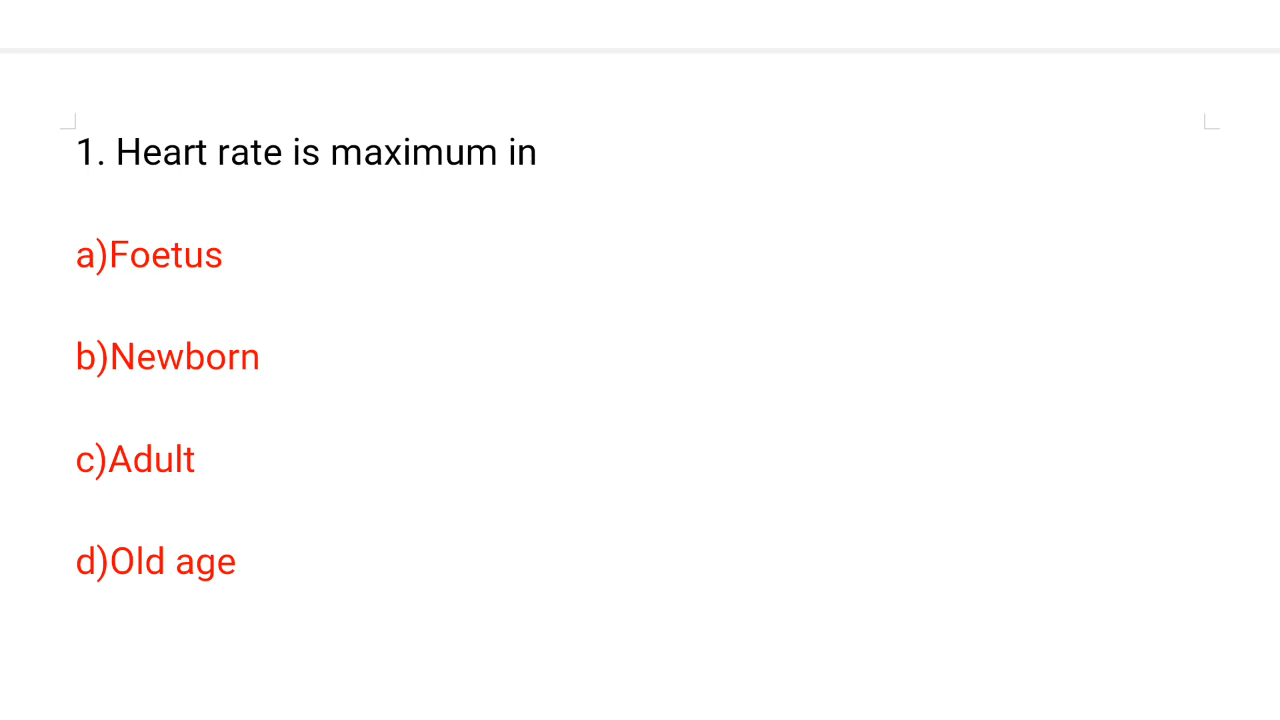 1. Heart rate is maximum in
a)Foetus
b)Newborn
c)Adult
d)Old age